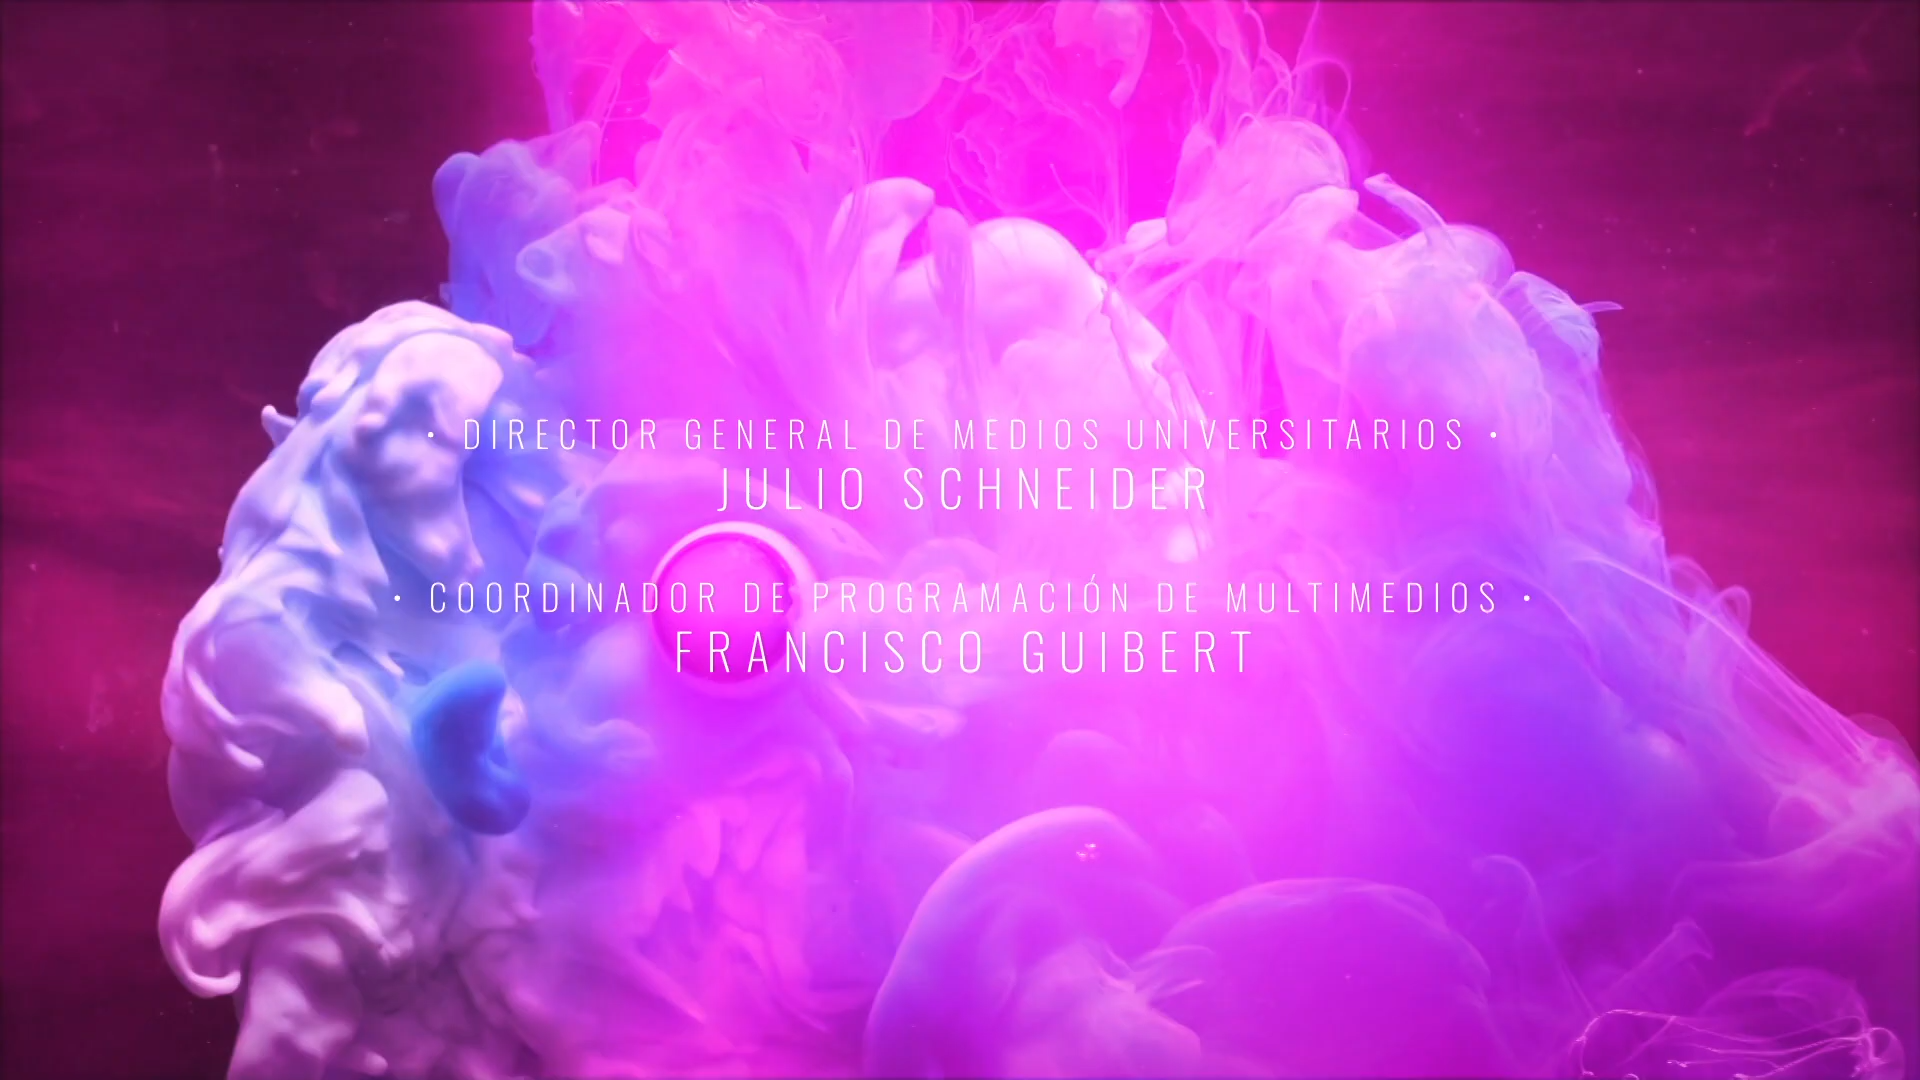 • DIRECTOR GENERAL DE MEDIOS UNIVERSITARIOS •
JULIO SCHNEIDER
• COORDINADOR DE PROGRAMACIÓN DE MULTIMEDIOS •
FRANCISCO GUIBERT